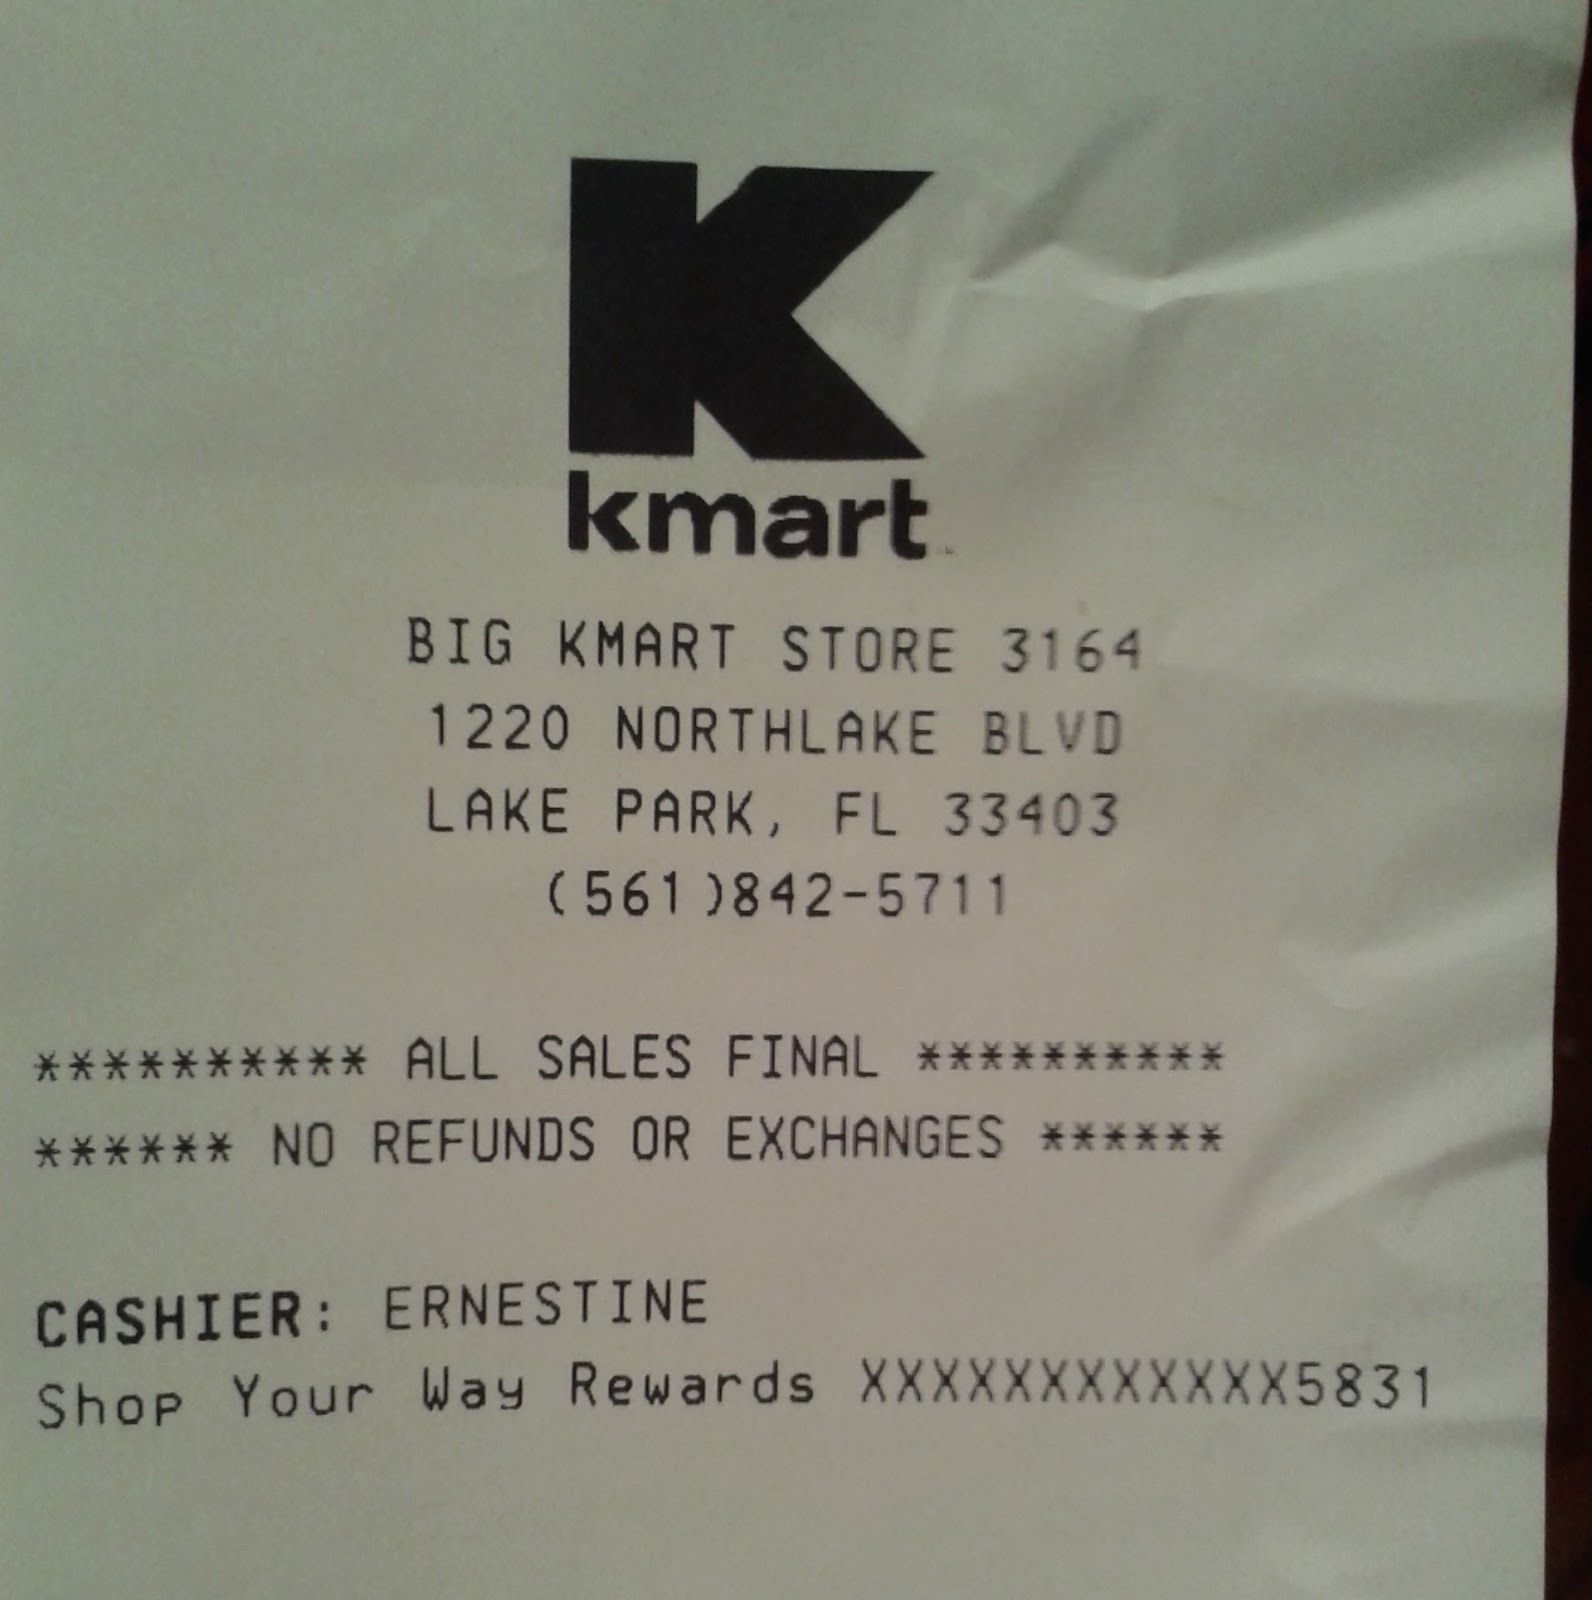 K
kmart
BIG KMART STORE 3164
1220 NORTHLAKE BLVD
LAKE PARK, FL 33403
(561)842-5711
********** ALL SALES FINAL **********
****** NO REFUNDS OR EXCHANGES ******
CASHIER: ERNESTINE
Shop Your Way Rewards XXXXXXXXXXXX5831